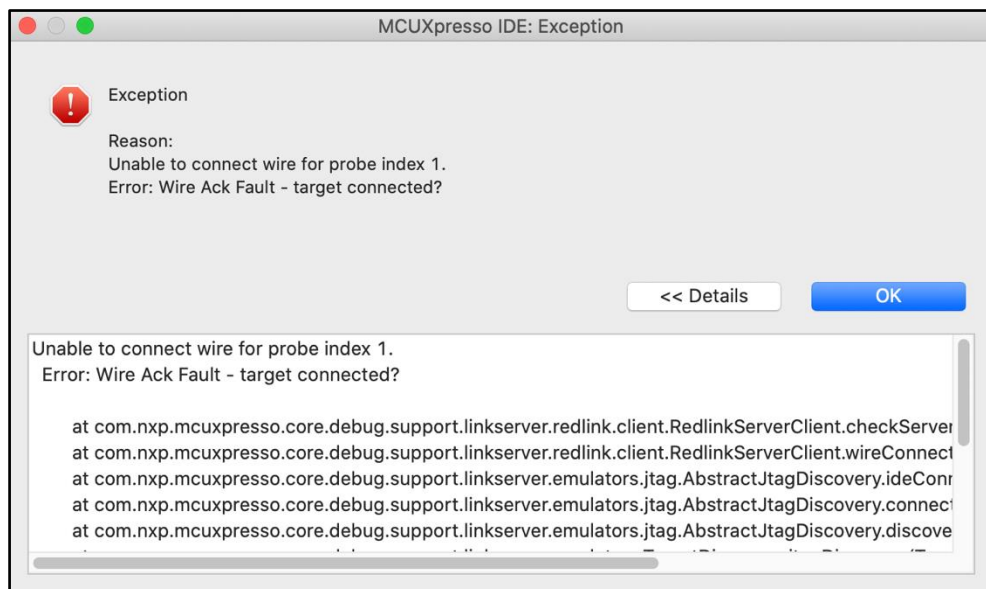 MCUXpresso IDE: Exception
Exception
Reason:
Unable to connect wire for probe index 1.
Error: Wire Ack Fault - target connected?
<< Details
OK
Unable to connect wire for probe index 1.
Error: Wire Ack Fault - target connected?
at com.nxp.mcuxpresso.core.debug.support.linkserver.redlink.client.RedlinkServerClient.checkServer
at com.nxp.mcuxpresso.core.debug.support.linkserver.redlink.client.RedlinkServerClient.wireConnect
at com.nxp.mcuxpresso.core.debug.support.linkserver.emulators.jtag.AbstractJtagDiscovery.ideConn
at com.nxp.mcuxpresso.core.debug.support.linkserver.emulators.jtag.AbstractJtagDiscovery.connect
at com.nxp.mcuxpresso.core.debug.support.linkserver.emulators.jtag.AbstractJtagDiscovery.discove